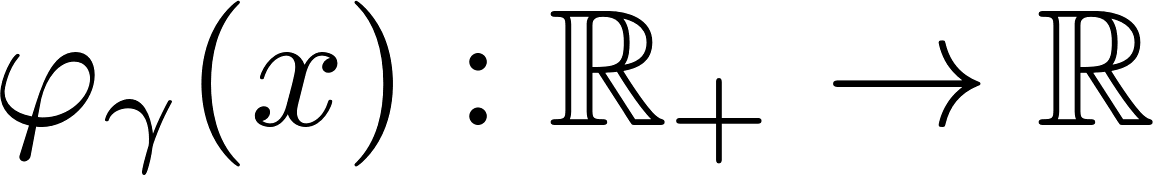 φ_γ(x) : ℝ_+ → ℝ